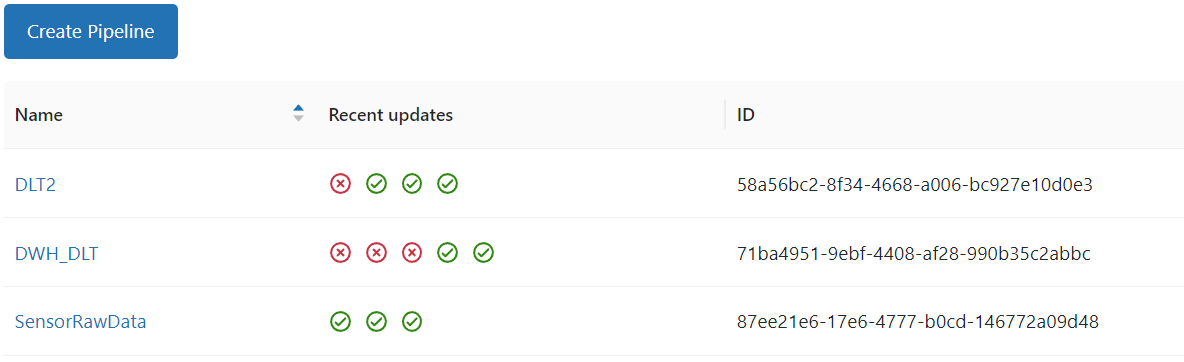 Create Pipeline
Name Recent updates ID
DLT2 58a56bc2-8f34-4668-a006-bc927e10d0e3
DWH_DLT 71ba4951-9ebf-4408-af28-990b35c2abbc
SensorRawData 87ee21e6-17e6-4777-b0cd-146772a09d48